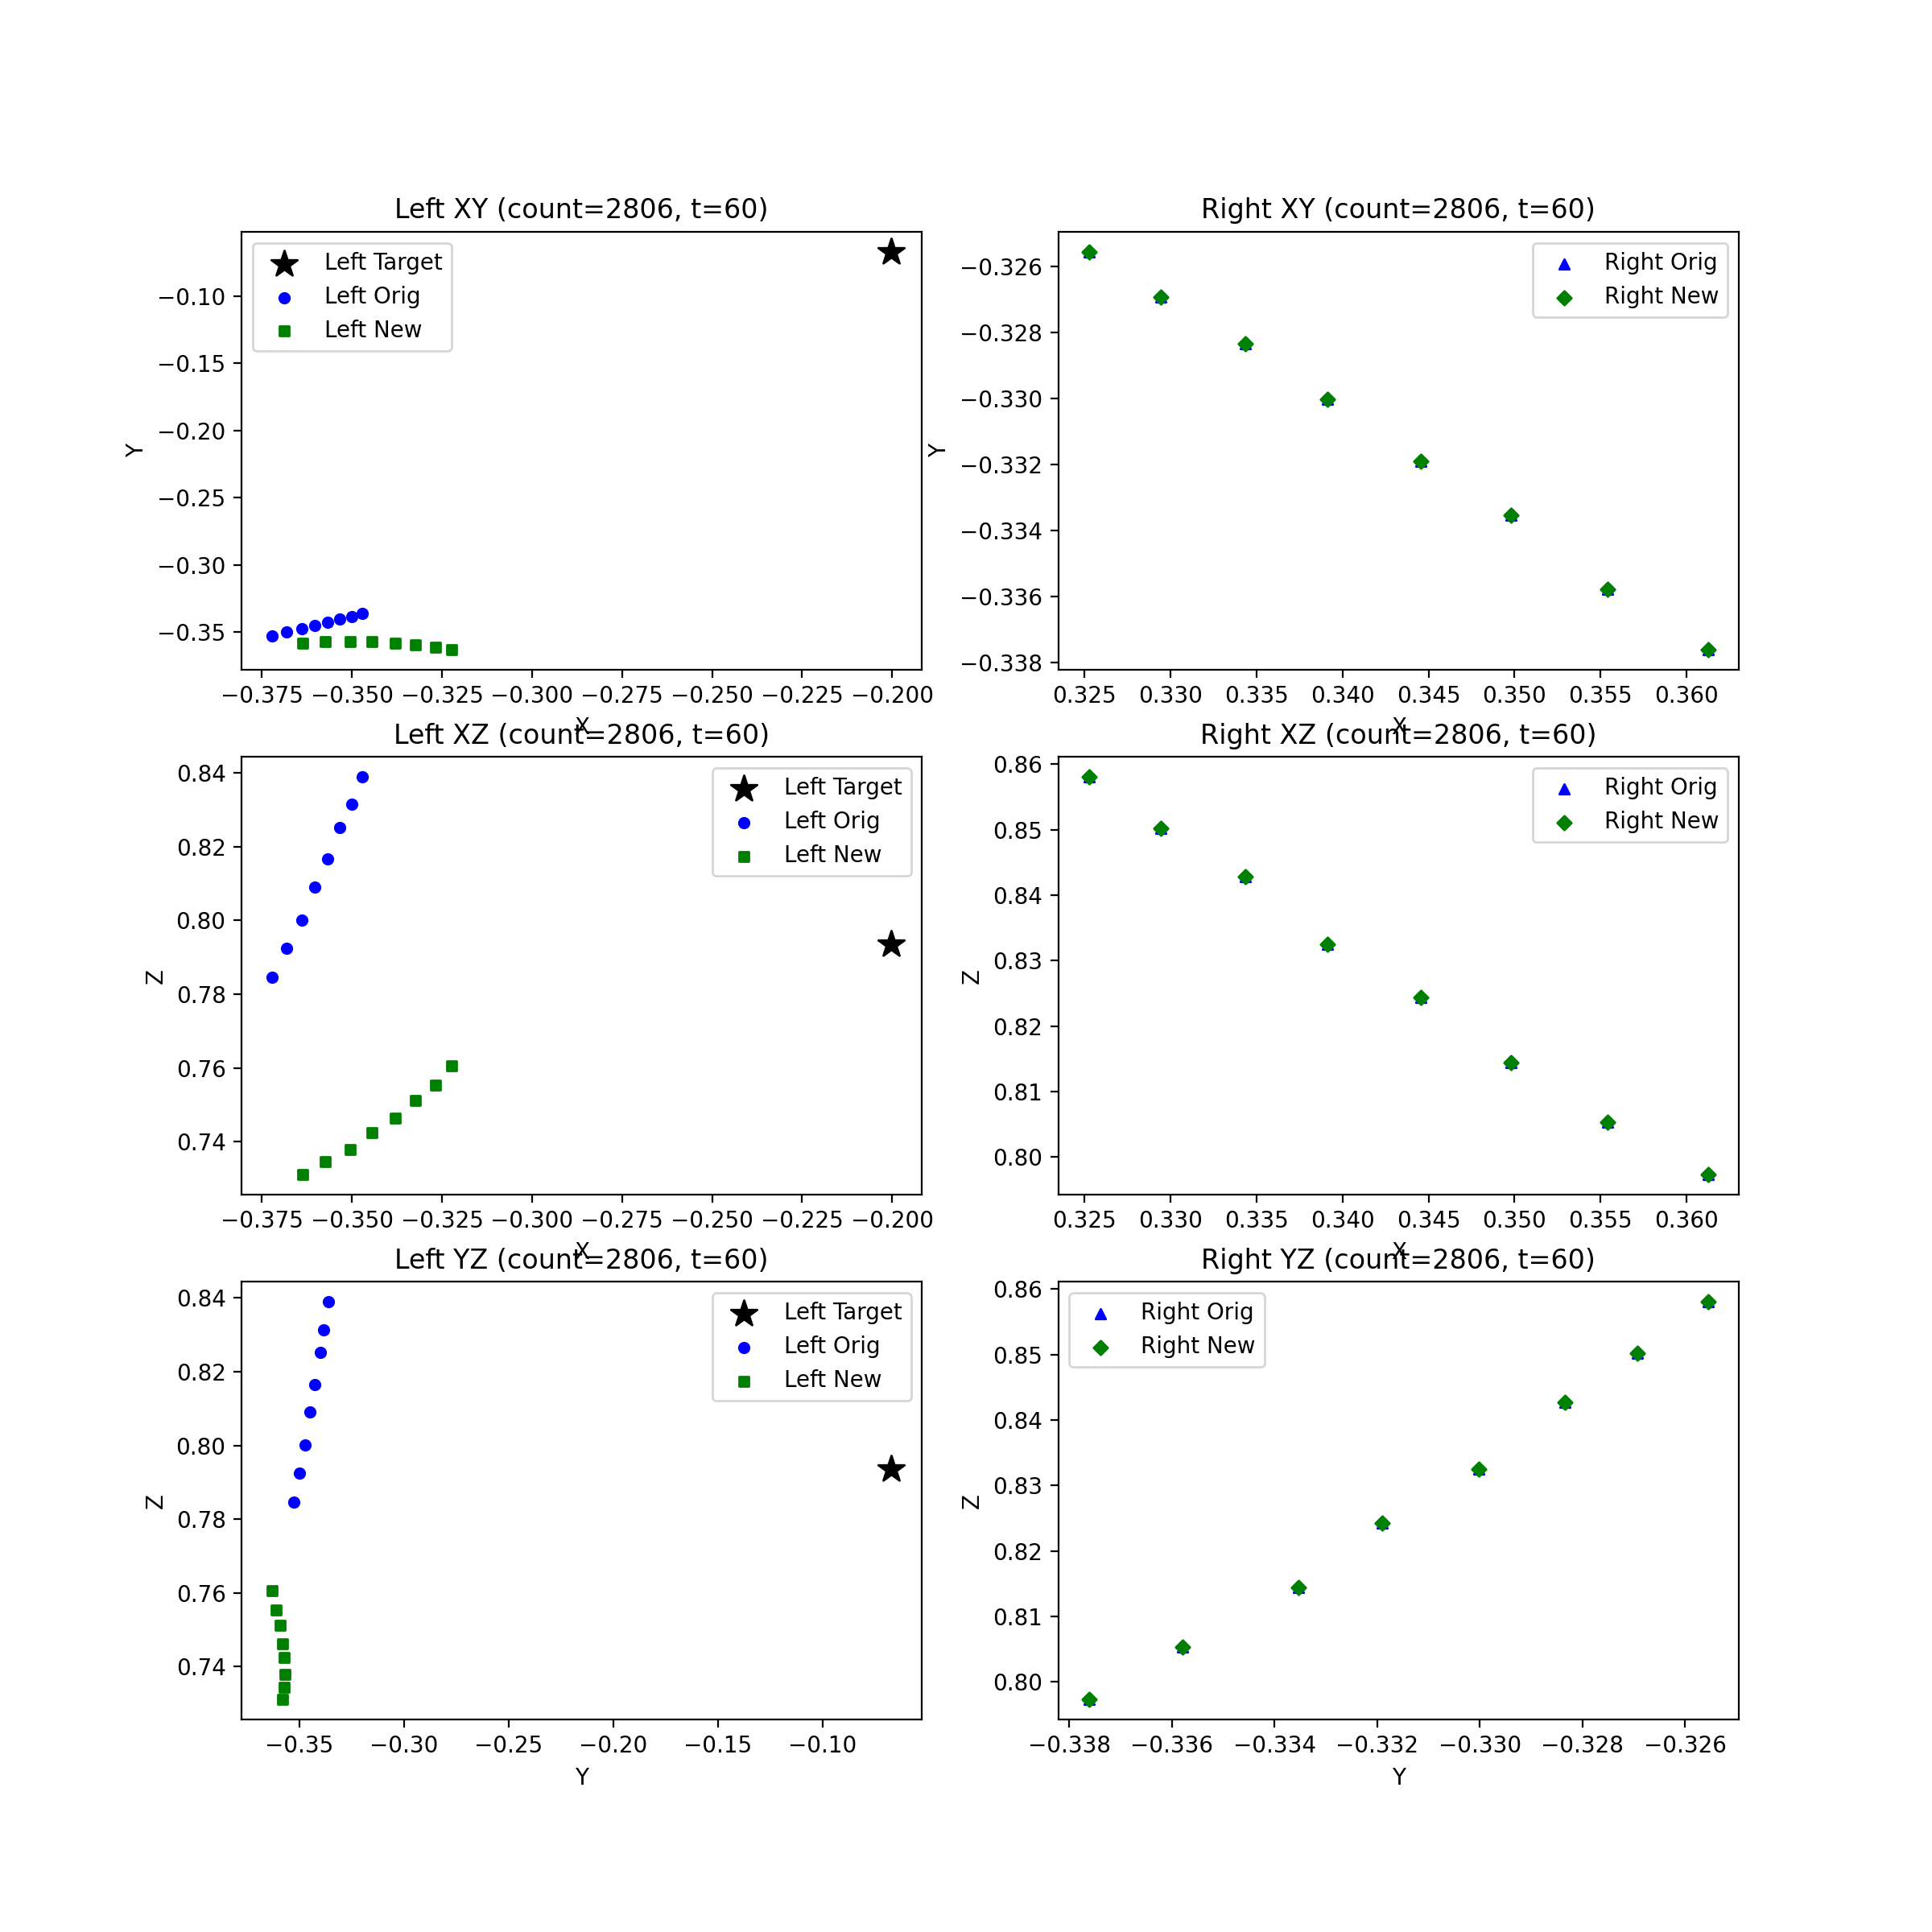 Left XY (count=2806, t=60)
Left Target
Left Orig
Left New
−0.10
−0.15
−0.20
−0.25
−0.30
−0.35
Y
−0.375 −0.350 −0.325 −0.300 −0.275 −0.250 −0.225 −0.200
X
Right XY (count=2806, t=60)
Right Orig
Right New
−0.326
−0.328
−0.330
−0.332
−0.334
−0.336
−0.338
Y
0.325 0.330 0.335 0.340 0.345 0.350 0.355 0.360
X
Left XZ (count=2806, t=60)
Left Target
Left Orig
Left New
0.84
0.82
0.80
0.78
0.76
0.74
Z
−0.375 −0.350 −0.325 −0.300 −0.275 −0.250 −0.225 −0.200
X
Right XZ (count=2806, t=60)
Right Orig
Right New
0.86
0.85
0.84
0.83
0.82
0.81
0.80
Z
0.325 0.330 0.335 0.340 0.345 0.350 0.355 0.360
X
Left YZ (count=2806, t=60)
Left Target
Left Orig
Left New
0.84
0.82
0.80
0.78
0.76
0.74
Z
−0.35 −0.30 −0.25 −0.20 −0.15 −0.10
Y
Right YZ (count=2806, t=60)
Right Orig
Right New
0.86
0.85
0.84
0.83
0.82
0.81
0.80
Z
−0.338 −0.336 −0.334 −0.332 −0.330 −0.328 −0.326
Y